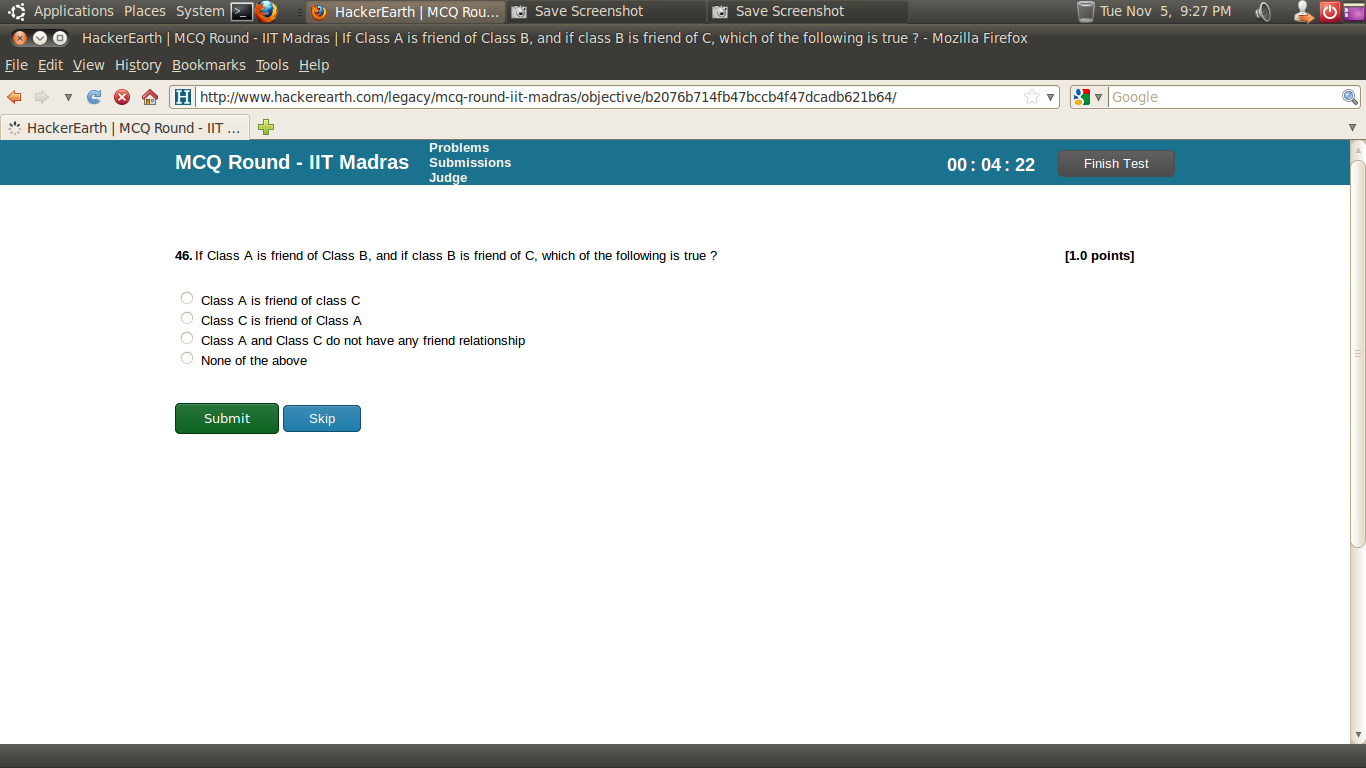 Applications Places System HackerEarth | MCQ Rou... Save Screenshot Save Screenshot Tue Nov 5, 9:27 PM
HackerEarth | MCQ Round - IIT Madras | If Class A is friend of Class B, and if class B is friend of C, which of the following is true ? - Mozilla Firefox
File Edit View History Bookmarks Tools Help
H http://www.hackerearth.com/legacy/mcq-round-iit-madras/objective/b2076b714fb47bccb4f47dcadb621b64/ Google
HackerEarth | MCQ Round - IIT ...
Problems
MCQ Round - IIT Madras Submissions 00 : 04 : 22 Finish Test
Judge
46. If Class A is friend of Class B, and if class B is friend of C, which of the following is true ? [1.0 points]
Class A is friend of class C
Class C is friend of Class A
Class A and Class C do not have any friend relationship
None of the above
Submit Skip